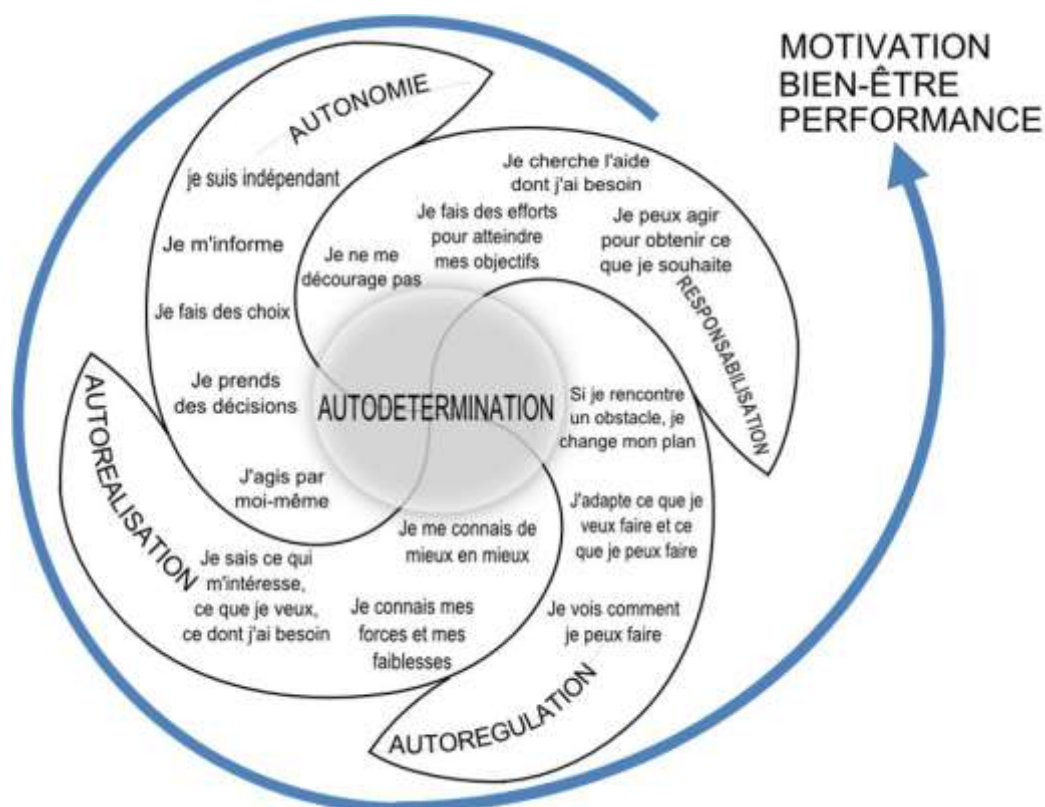 MOTIVATION
BIEN-ÊTRE
PERFORMANCE
AUTONOMIE
je suis indépendant
Je m'informe
Je fais des choix
Je prends
des décisions
J'agis par
moi-même
Je cherche l'aide
dont j'ai besoin
Je fais des efforts
pour atteindre
mes objectifs
Je ne me
décourage pas
Je peux agir
pour obtenir ce
que je souhaite
RESPONSABILISATION
AUTODETERMINATION
Si je rencontre
un obstacle, je
change mon plan
J'adapte ce que je
veux faire et ce
que je peux faire
Je vois comment
je peux faire
AUTOREGULATION
AUTOREALISATION
Je sais ce qui
m'intéresse,
ce que je veux,
ce dont j'ai besoin
Je me connais de
mieux en mieux
Je connais mes
forces et mes
faiblesses